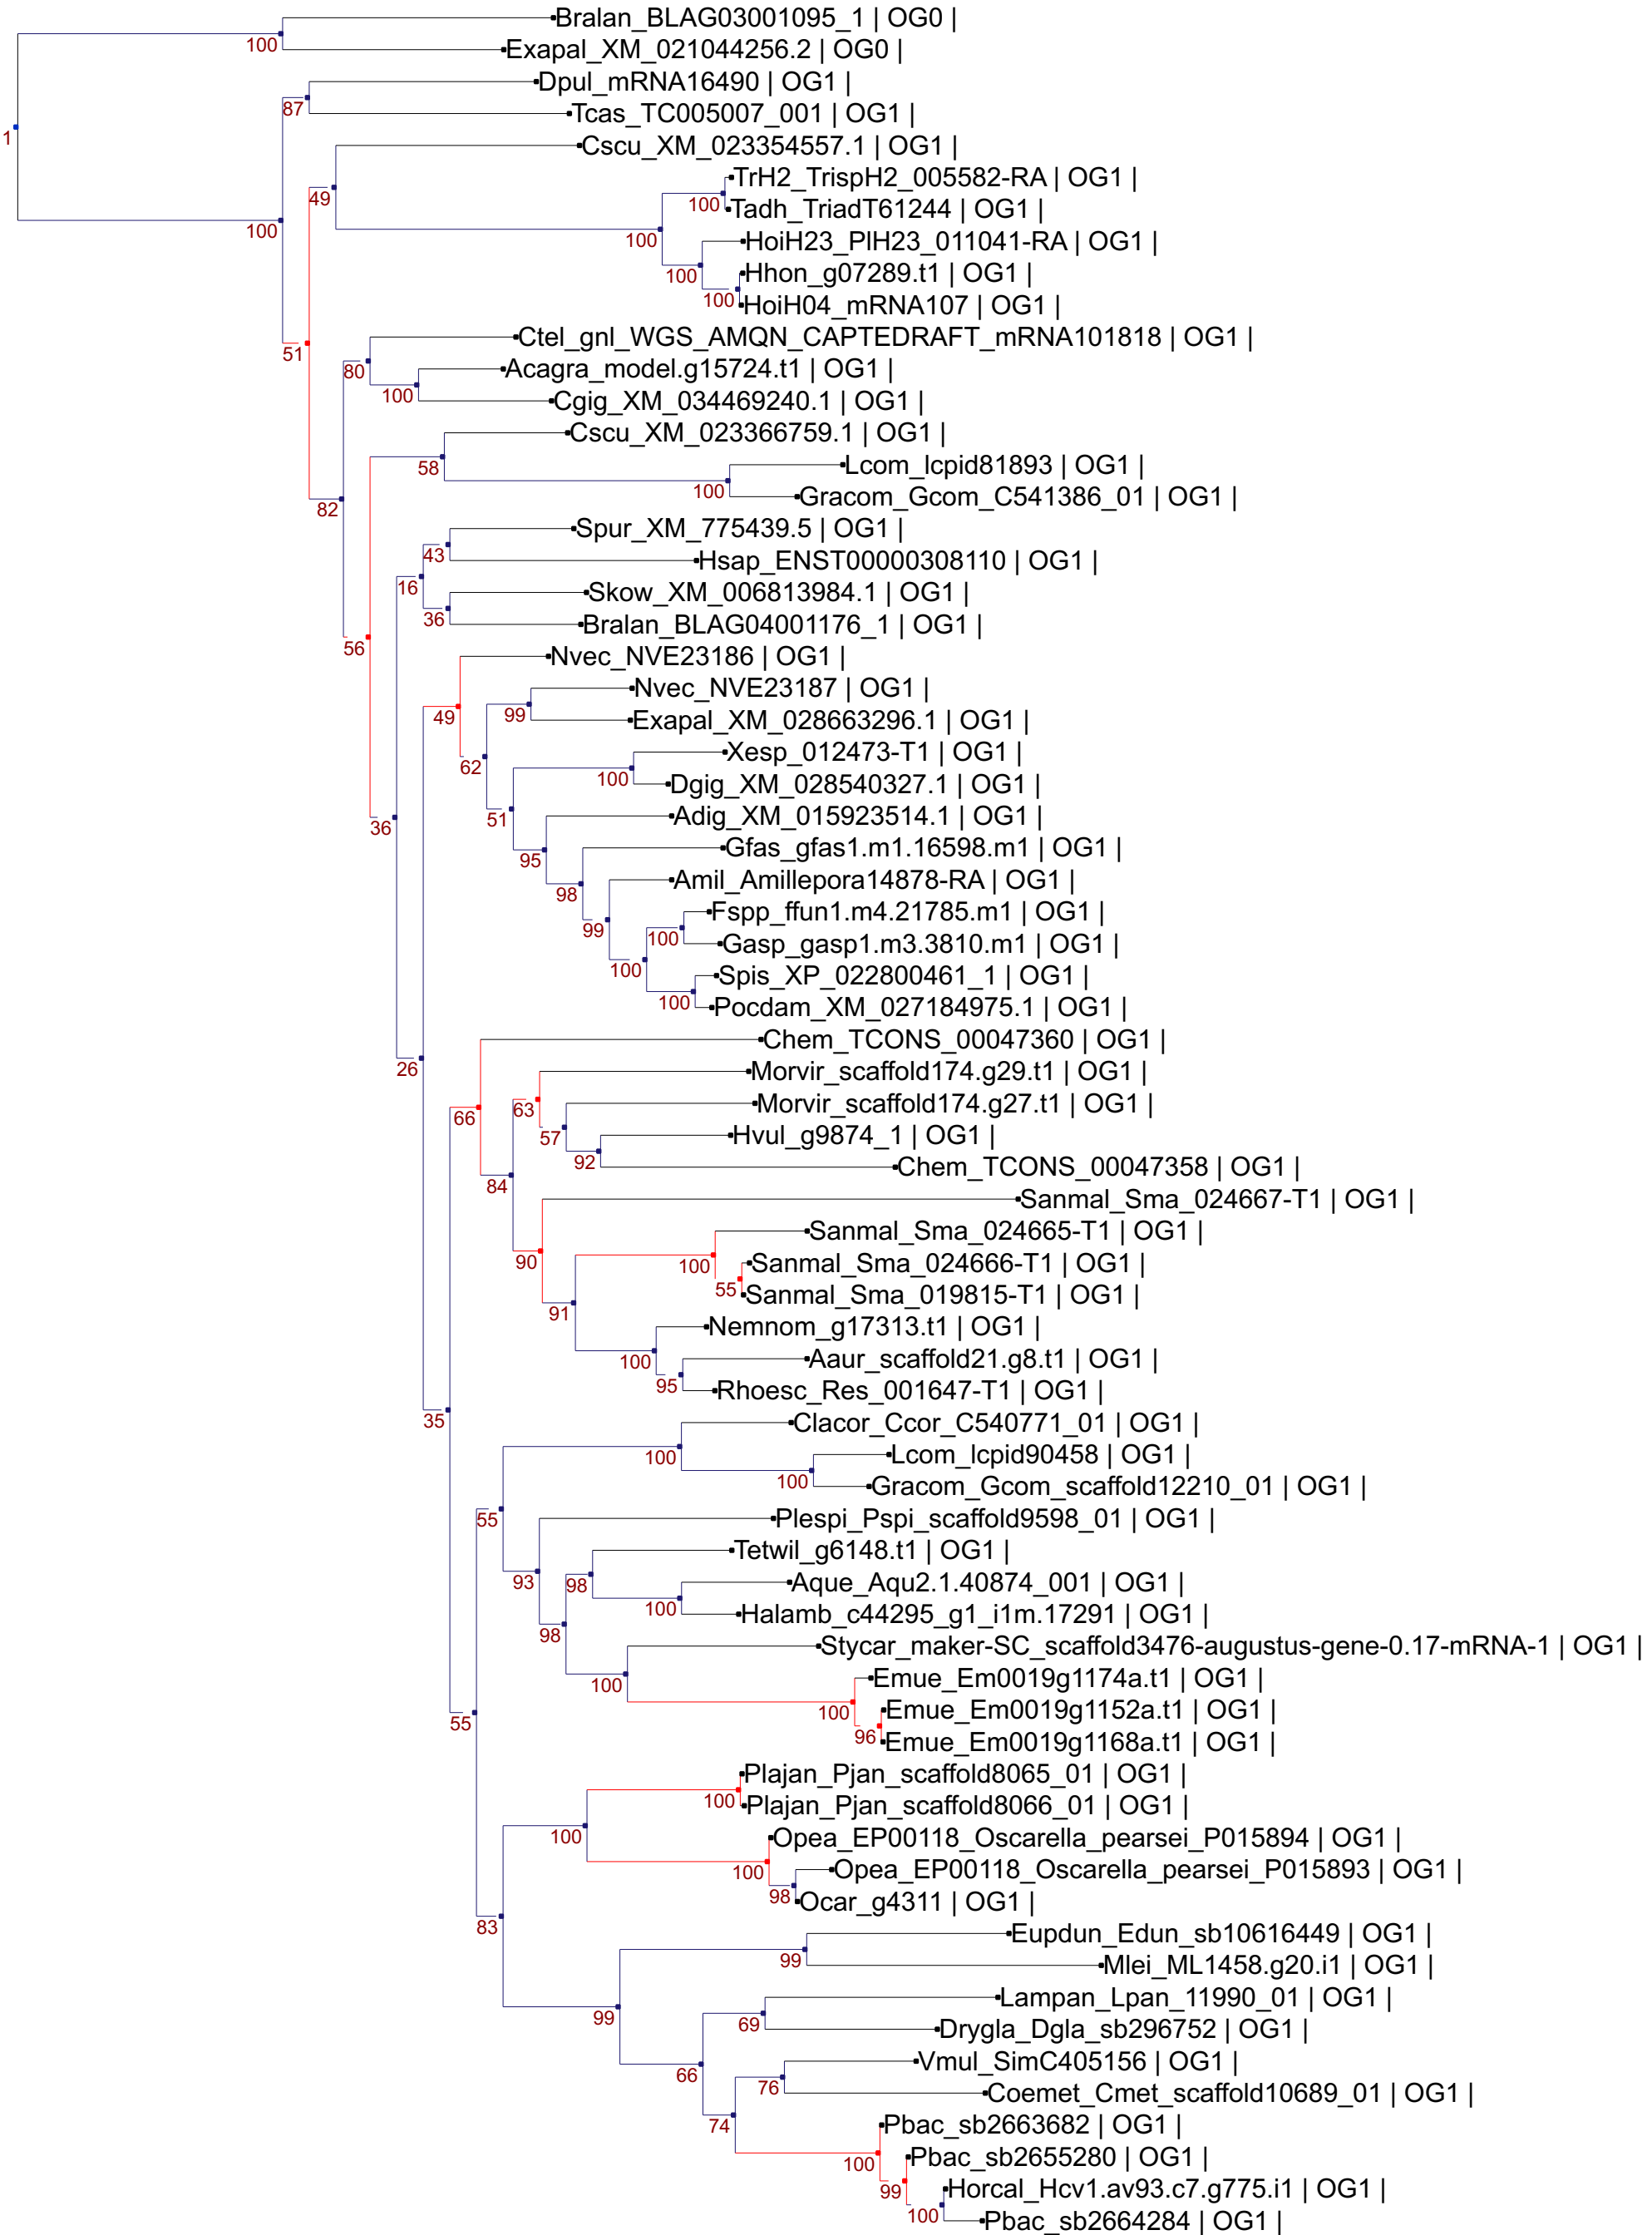 Bralan_BLAG03001095_1 | OG0 |
100
Exapal_XM_021044256.2 | OG0 |
Dpul_mRNA16490 | OG1 |
87
Tcas_TC005007_001 | OG1 |
1
Cscu_XM_023354557.1 | OG1 |
TrH2_TrispH2_005582-RA | OG1 |
49
100
Tadh_TriadT61244 | OG1 |
100
100
HoiH23_PlH23_011041-RA | OG1 |
100
Hhon_g07289.t1 | OG1 |
100
HoiH04_mRNA107 | OG1 |
Ctel_gnl_WGS_AMQN_CAPTEDRAFT_mRNA101818 | OG1 |
51
80
Acagra_model.g15724.t1 | OG1 |
100
Cgig_XM_034469240.1 | OG1 |
Cscu_XM_023366759.1 | OG1 |
58
Lcom_lcpid81893 | OG1 |
100
Gracom_Gcom_C541386_01 | OG1 |
82
Spur_XM_775439.5 | OG1 |
43
Hsap_ENST00000308110 | OG1 |
16
Skow_XM_006813984.1 | OG1 |
36
Bralan_BLAG04001176_1 | OG1 |
56
Nvec_NVE23186 | OG1 |
Nvec_NVE23187 | OG1 |
49
99
Exapal_XM_028663296.1 | OG1 |
Xesp_012473-T1 | OG1 |
62
100
Dgig_XM_028540327.1 | OG1 |
36
51
Adig_XM_015923514.1 | OG1 |
95
Gfas_gfas1.m1.16598.m1 | OG1 |
98
Amil_Amillepora14878-RA | OG1 |
Fspp_ffun1.m4.21785.m1 | OG1 |
99
100
Gasp_gasp1.m3.3810.m1 | OG1 |
100
Spis_XP_022800461_1 | OG1 |
100
Pocdam_XM_027184975.1 | OG1 |
Chem_TCONS_00047360 | OG1 |
26
Morvir_scaffold174.g29.t1 | OG1 |
66
63
Morvir_scaffold174.g27.t1 | OG1 |
57
Hvul_g9874_1 | OG1 |
92
Chem_TCONS_00047358 | OG1 |
84
Sanmal_Sma_024667-T1 | OG1 |
Sanmal_Sma_024665-T1 | OG1 |
90
100
Sanmal_Sma_024666-T1 | OG1 |
55
Sanmal_Sma_019815-T1 | OG1 |
91
Nemnom_g17313.t1 | OG1 |
100
Aaur_scaffold21.g8.t1 | OG1 |
95
Rhoesc_Res_001647-T1 | OG1 |
35
Clacor_Ccor_C540771_01 | OG1 |
100
Lcom_lcpid90458 | OG1 |
100
Gracom_Gcom_scaffold12210_01 | OG1 |
55
Plespi_Pspi_scaffold9598_01 | OG1 |
Tetwil_g6148.t1 | OG1 |
93
98
Aque_Aqu2.1.40874_001 | OG1 |
100
Halamb_c44295_g1_i1m.17291 | OG1 |
98
Stycar_maker-SC_scaffold3476-augustus-gene-0.17-mRNA-1 | OG1 |
100
Emue_Em0019g1174a.t1 | OG1 |
100
Emue_Em0019g1152a.t1 | OG1 |
55
96
Emue_Em0019g1168a.t1 | OG1 |
Plajan_Pjan_scaffold8065_01 | OG1 |
100
Plajan_Pjan_scaffold8066_01 | OG1 |
100
Opea_EP00118_Oscarella_pearsei_P015894 | OG1 |
100
Opea_EP00118_Oscarella_pearsei_P015893 | OG1 |
98
Ocar_g4311 | OG1 |
83
Eupdun_Edun_sb10616449 | OG1 |
99
Mlei_ML1458.g20.i1 | OG1 |
Lampan_Lpan_11990_01 | OG1 |
99
69
Drygla_Dgla_sb296752 | OG1 |
Vmul_SimC405156 | OG1 |
66
76
Coemet_Cmet_scaffold10689_01 | OG1 |
74
Pbac_sb2663682 | OG1 |
100
Pbac_sb2655280 | OG1 |
99
Horcal_Hcv1.av93.c7.g775.i1 | OG1 |
100
Pbac_sb2664284 | OG1 |